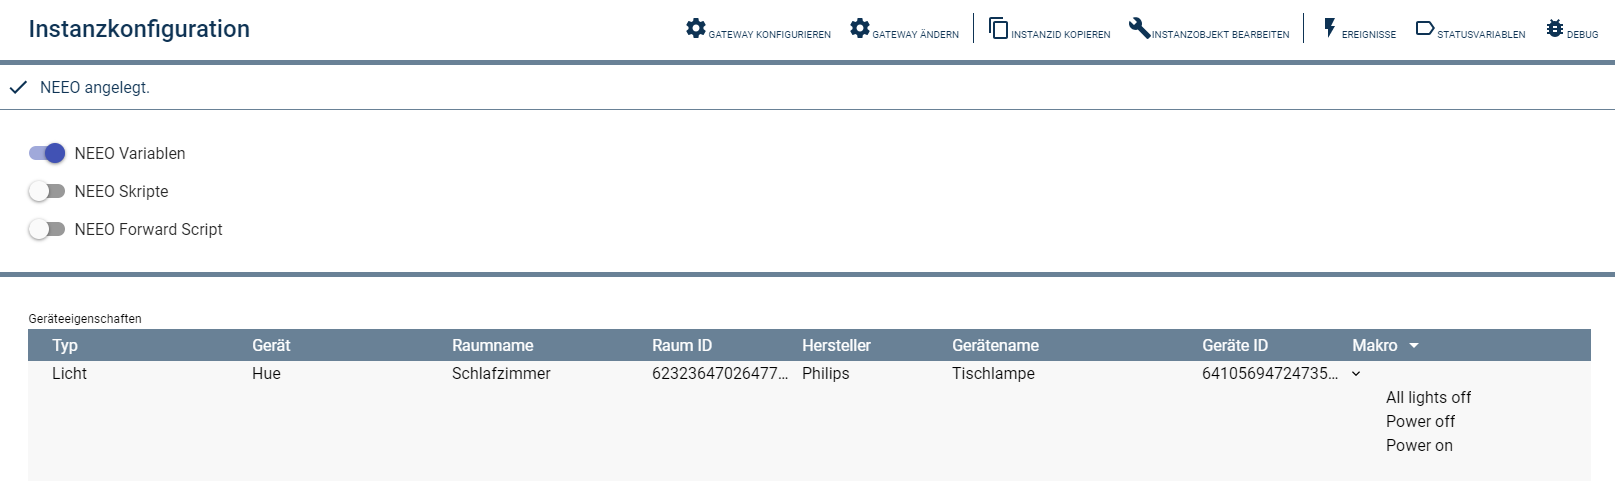 Instanzkonfiguration GATEWAY KONFIGURIEREN GATEWAY ÄNDERN INSTANZID KOPIEREN INSTANZOBJEKT BEARBEITEN EREIGNISSE STATUSVARIABLEN DEBUG
NEEO angelegt.
NEEO Variablen
NEEO Skripte
NEEO Forward Script
Geräteeigenschaften
Typ Gerät Raumname Raum ID Hersteller Gerätename Geräte ID Makro
Licht Hue Schlafzimmer 62323647026477... Philips Tischlampe 64105694724735...
All lights off
Power off
Power on